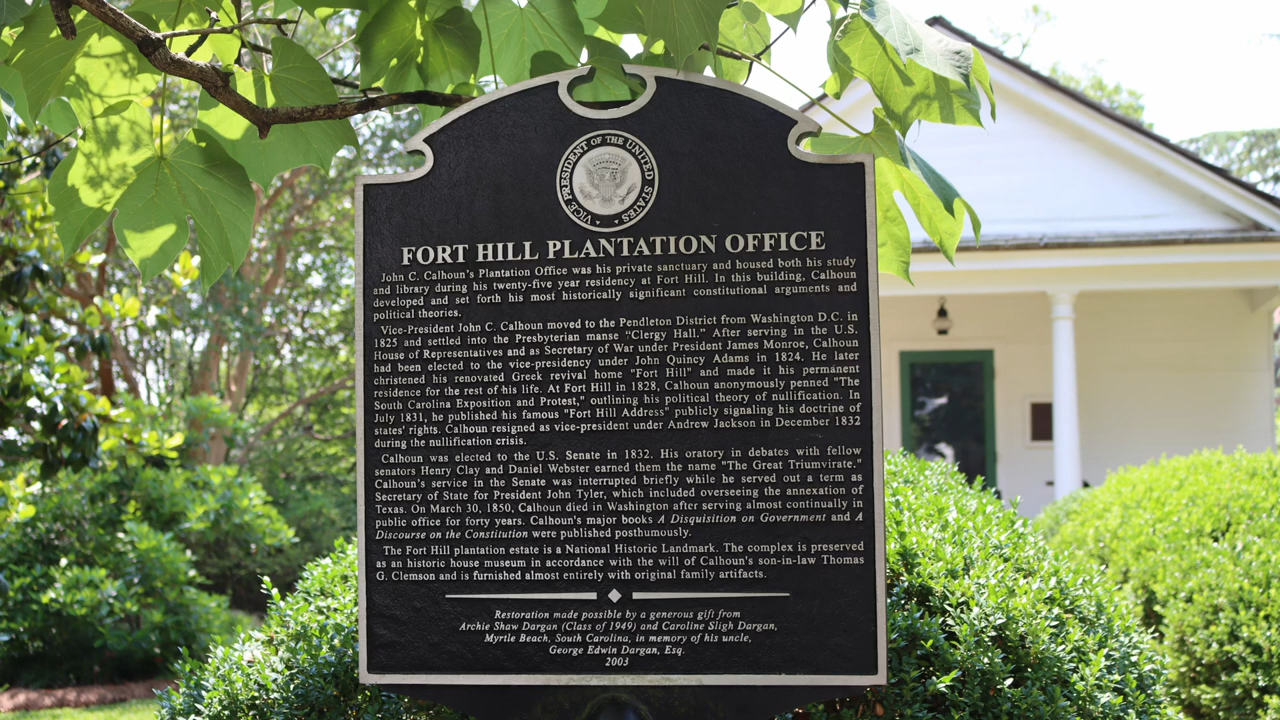 VICE PRESIDENT OF THE UNITED STATES
FORT HILL PLANTATION OFFICE
John C. Calhoun's Plantation Office was his private sanctuary and housed both his study
and library during his twenty-five year residency at Fort Hill. In this building, Calhoun
developed and set forth his most historically significant constitutional arguments and
political theories.
Vice-President John C. Calhoun moved to the Pendleton District from Washington D.C. in
1825 and settled into the Presbyterian manse "Clergy Hall." After serving in the U.S.
House of Representatives and as Secretary of War under President James Monroe, Calhoun
had been elected to the vice-presidency under John Quincy Adams in 1824. He later
christened his renovated Greek revival home "Fort Hill" and made it his permanent
residence for the rest of his life. At Fort Hill in 1828, Calhoun anonymously penned "The
South Carolina Exposition and Protest," outlining his political theory of nullification. In
July 1831, he published his famous "Fort Hill Address" publicly signaling his doctrine of
states' rights. Calhoun resigned as vice-president under Andrew Jackson in December 1832
during the nullification crisis.
Calhoun was elected to the U.S. Senate in 1832. His oratory in debates with fellow
senators Henry Clay and Daniel Webster earned them the name "The Great Triumvirate."
Calhoun's service in the Senate was interrupted briefly while he served out a term as
Secretary of State for President John Tyler, which included overseeing the annexation of
Texas. On March 30, 1850, Calhoun died in Washington after serving almost continually in
public office for forty years. Calhoun's major books A Disquisition on Government and A
Discourse on the Constitution were published posthumously.
The Fort Hill plantation estate is a National Historic Landmark. The complex is preserved
as an historic house museum in accordance with the will of Calhoun's son-in-law Thomas
G. Clemson and is furnished almost entirely with original family artifacts.
Restoration made possible by a generous gift from
Archie Shaw Dargan (Class of 1949) and Caroline Sligh Dargan,
Myrtle Beach, South Carolina, in memory of his uncle,
George Edwin Dargan, Esq.
2003